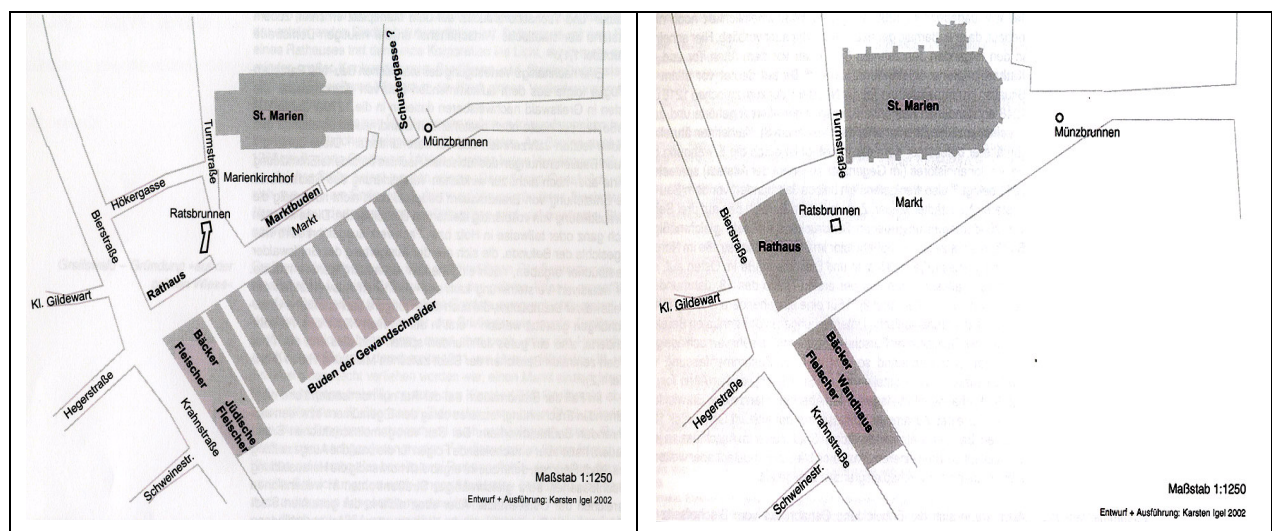 Schustergasse ?
St. Marien
Münzbrunnen
Turmstraße
Marienkirchhof
Hökergasse
Marktbuden
Ratsbrunnen
Markt
Bierstraße
Rathaus
Kl. Gildewart
Buden der Gewandschneider
Bäcker
Fleischer
Jüdische
Fleischer
Hegerstraße
Krahnstraße
Schweinestr.
Maßstab 1:1250
Entwurf + Ausführung: Karsten Igel 2002
St. Marien
Münzbrunnen
Turmstraße
Markt
Ratsbrunnen
Bierstraße
Rathaus
Kl. Gildewart
Bäcker
Fleischer
Wandhaus
Hegerstraße
Krahnstraße
Schweinestr.
Maßstab 1:1250
Entwurf + Ausführung: Karsten Igel 2002